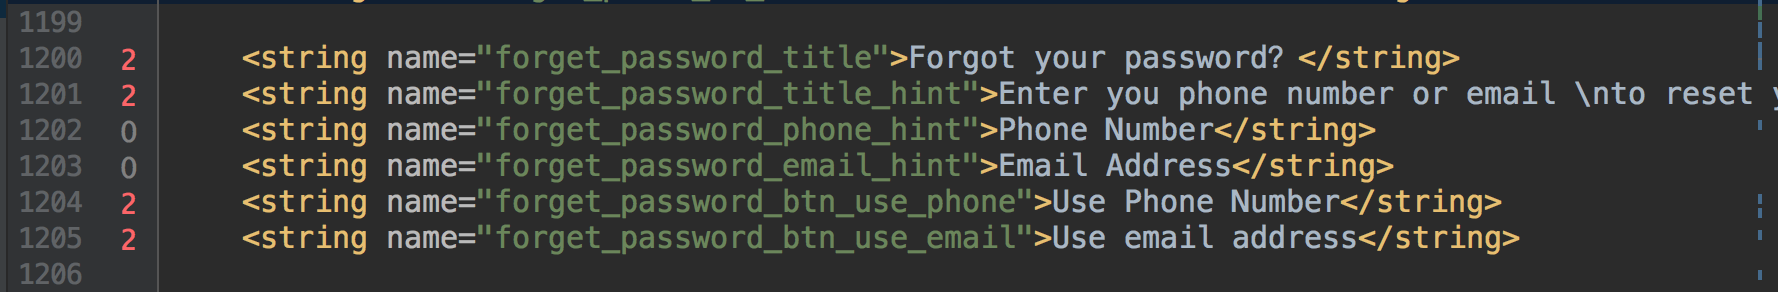 1199
1200 2 <string name="forget_password_title">Forgot your password? </string>
1201 2 <string name="forget_password_title_hint">Enter you phone number or email \nto reset
1202 0 <string name="forget_password_phone_hint">Phone Number</string>
1203 0 <string name="forget_password_email_hint">Email Address</string>
1204 2 <string name="forget_password_btn_use_phone">Use Phone Number</string>
1205 2 <string name="forget_password_btn_use_email">Use email address</string>
1206